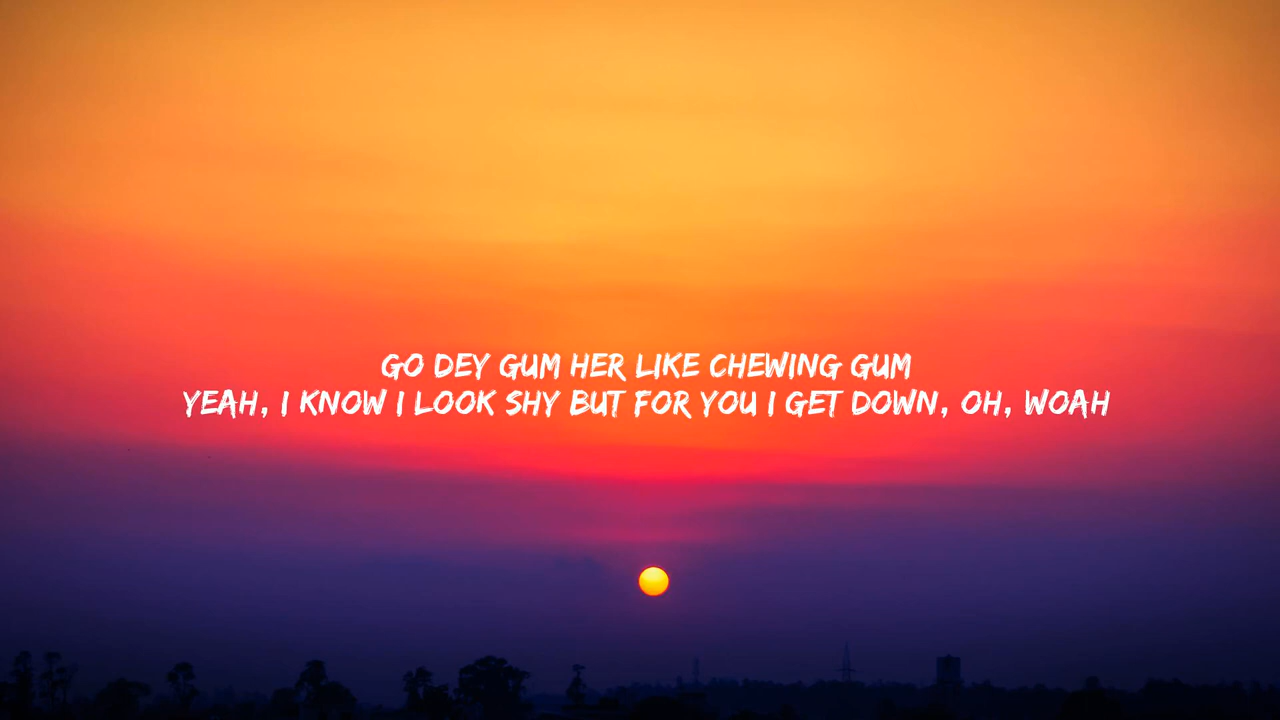 GO DEY GUM HER LIKE CHEWING GUM
YEAH, I KNOW I LOOK SHY BUT FOR YOU I GET DOWN, OH, WOAH